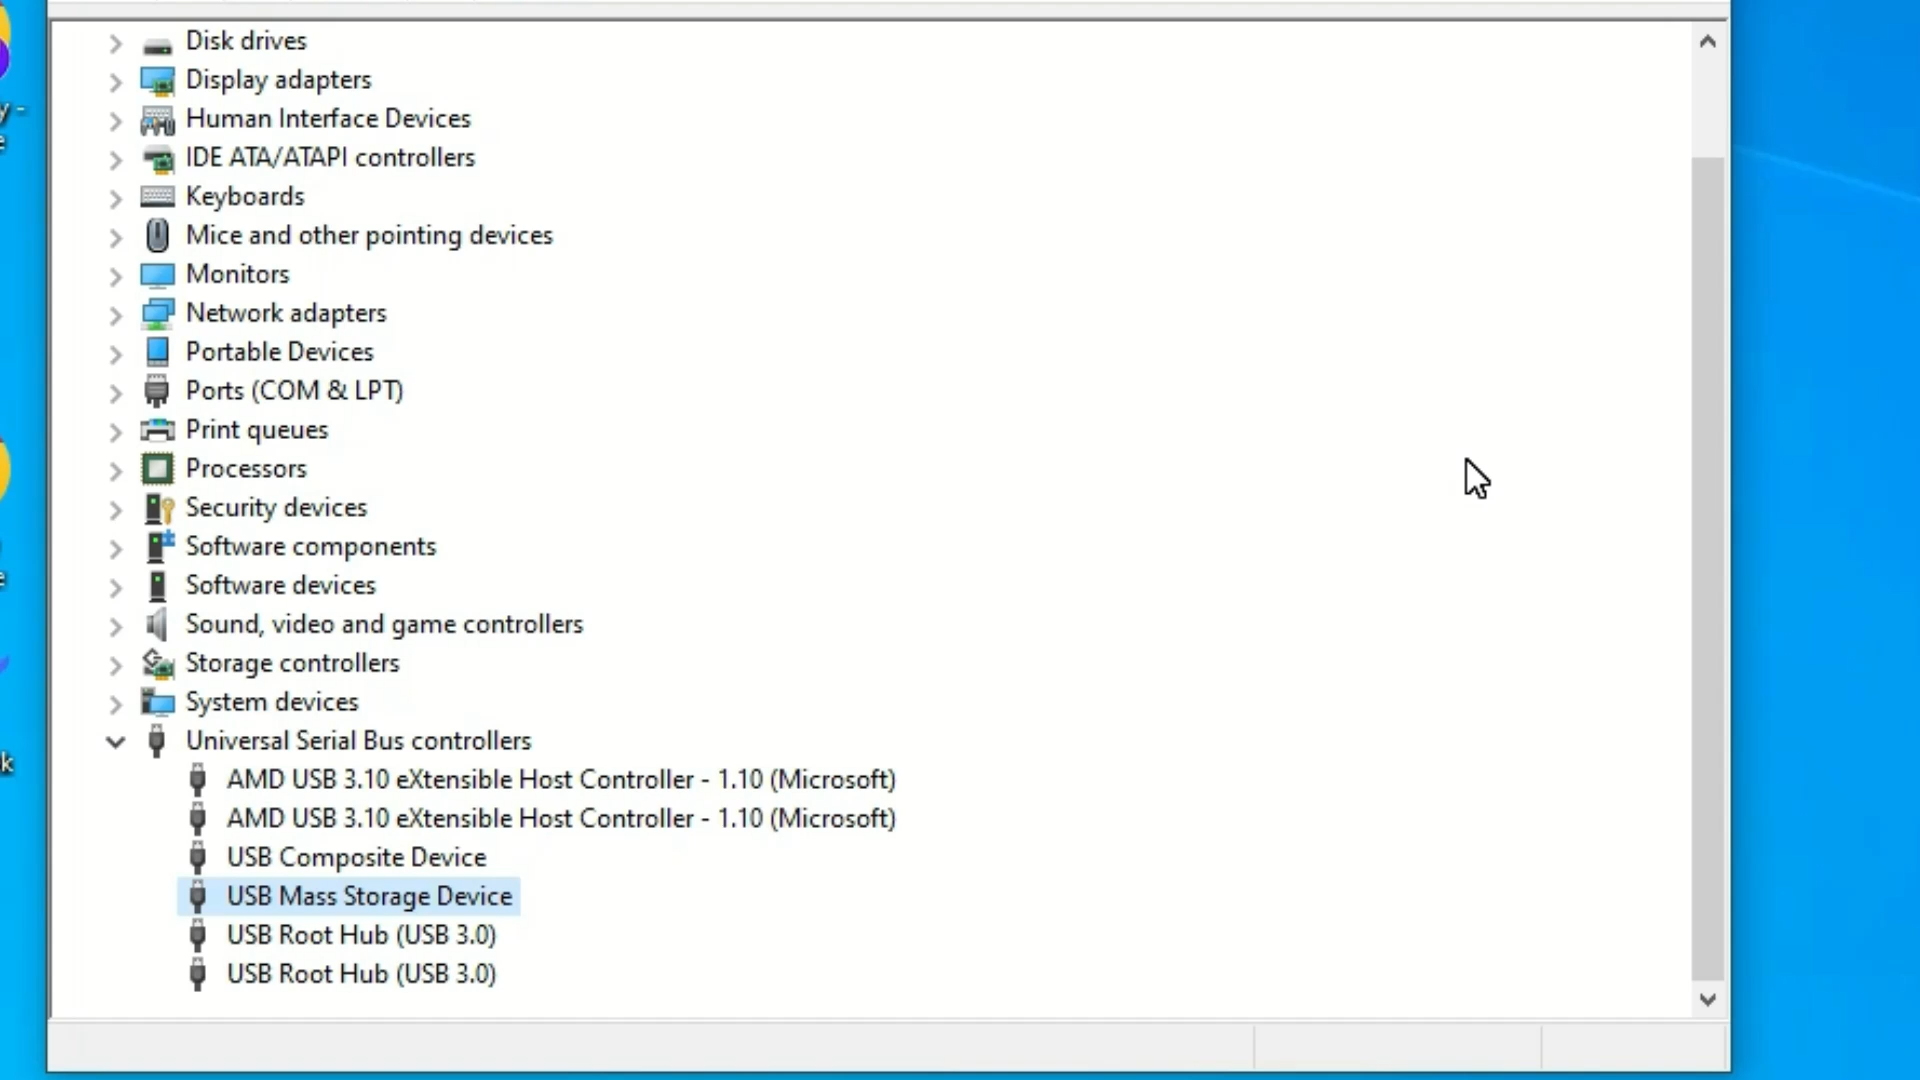 Disk drives
Display adapters
Human Interface Devices
IDE ATA/ATAPI controllers
Keyboards
Mice and other pointing devices
Monitors
Network adapters
Portable Devices
Ports (COM & LPT)
Print queues
Processors
Security devices
Software components
Software devices
Sound, video and game controllers
Storage controllers
System devices
Universal Serial Bus controllers
AMD USB 3.10 eXtensible Host Controller - 1.10 (Microsoft)
AMD USB 3.10 eXtensible Host Controller - 1.10 (Microsoft)
USB Composite Device
USB Mass Storage Device
USB Root Hub (USB 3.0)
USB Root Hub (USB 3.0)